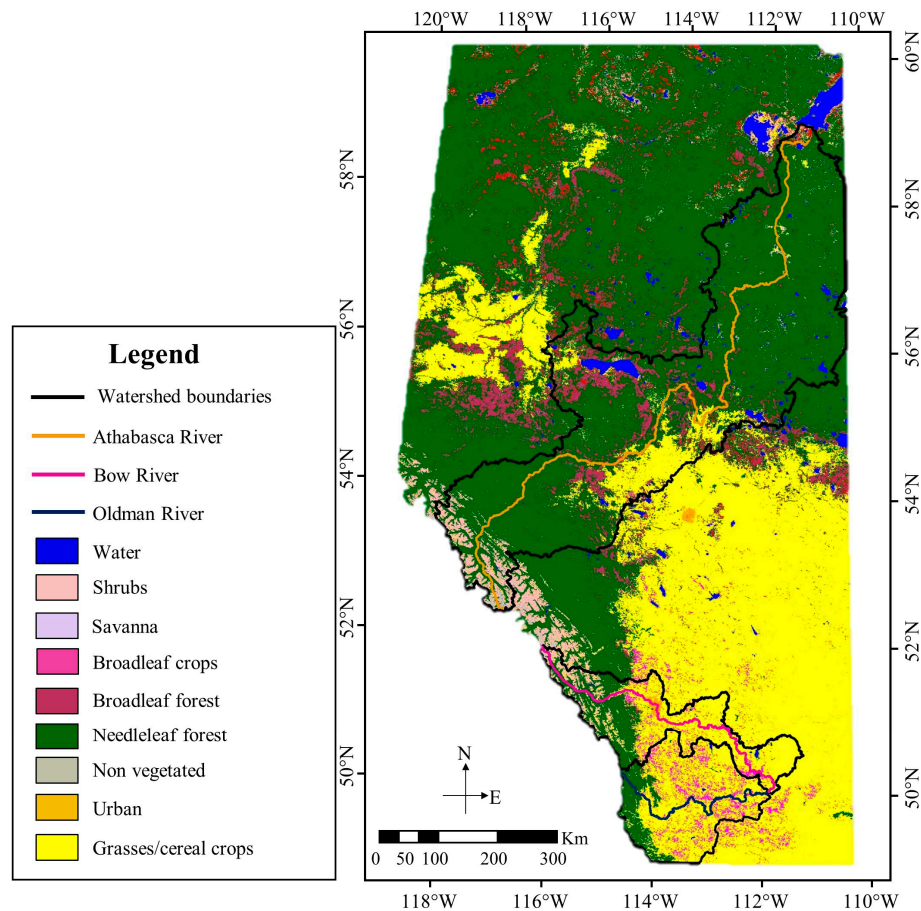 120°W 118°W 116°W 114°W 112°W 110°W
60°N
58°N 58°N
56°N 56°N
54°N 54°N
52°N 52°N
50°N 50°N
Legend
Watershed boundaries
Athabasca River
Bow River
Oldman River
Water
Shrubs
Savanna
Broadleaf crops
Broadleaf forest
Needleleaf forest
Non vegetated
Urban
Grasses/cereal crops
N
E
Km
0 50 100 200 300
118°W 116°W 114°W 112°W 110°W